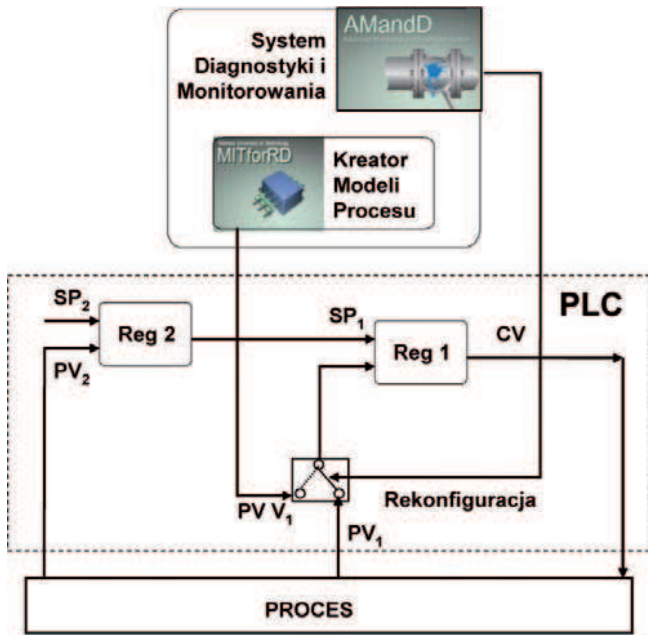 System
Diagnostyki i
Monitorowania
AMandD
MITforRD
Kreator
Modeli
Procesu
PLC
SP₂
Reg 2
PV₂
SP₁
Reg 1
CV
Rekonfiguracja
PV V₁
PV₁
PROCES